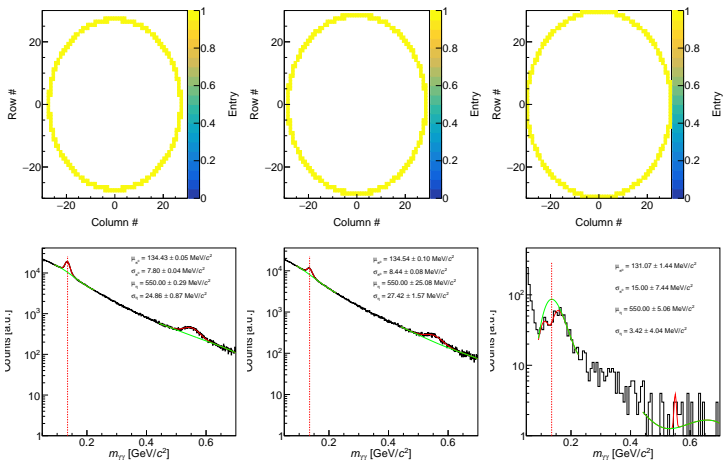 20
0
−20
Row #
−20 0 20
Column #
1
0.8
0.6
0.4
0.2
0
Entry
20
0
−20
Row #
−20 0 20
Column #
1
0.8
0.6
0.4
0.2
0
Entry
20
0
−20
Row #
−20 0 20
Column #
1
0.8
0.6
0.4
0.2
0
Entry
10⁴
10³
10²
10
1
Counts [a.u.]
μπ⁰ = 134.43 ± 0.05 MeV/c²
σπ⁰ = 7.80 ± 0.04 MeV/c²
μη = 550.00 ± 0.29 MeV/c²
ση = 24.86 ± 0.87 MeV/c²
0.2 0.4 0.6
mγγ [GeV/c²]
10⁴
10³
10²
10
1
Counts [a.u.]
μπ⁰ = 134.54 ± 0.10 MeV/c²
σπ⁰ = 8.44 ± 0.08 MeV/c²
μη = 550.00 ± 25.08 MeV/c²
ση = 27.42 ± 1.57 MeV/c²
0.2 0.4 0.6
mγγ [GeV/c²]
10²
10
1
Counts [a.u.]
μπ⁰ = 131.07 ± 1.44 MeV/c²
σπ⁰ = 15.00 ± 7.44 MeV/c²
μη = 550.00 ± 5.06 MeV/c²
ση = 3.42 ± 4.04 MeV/c²
0.2 0.4 0.6
mγγ [GeV/c²]